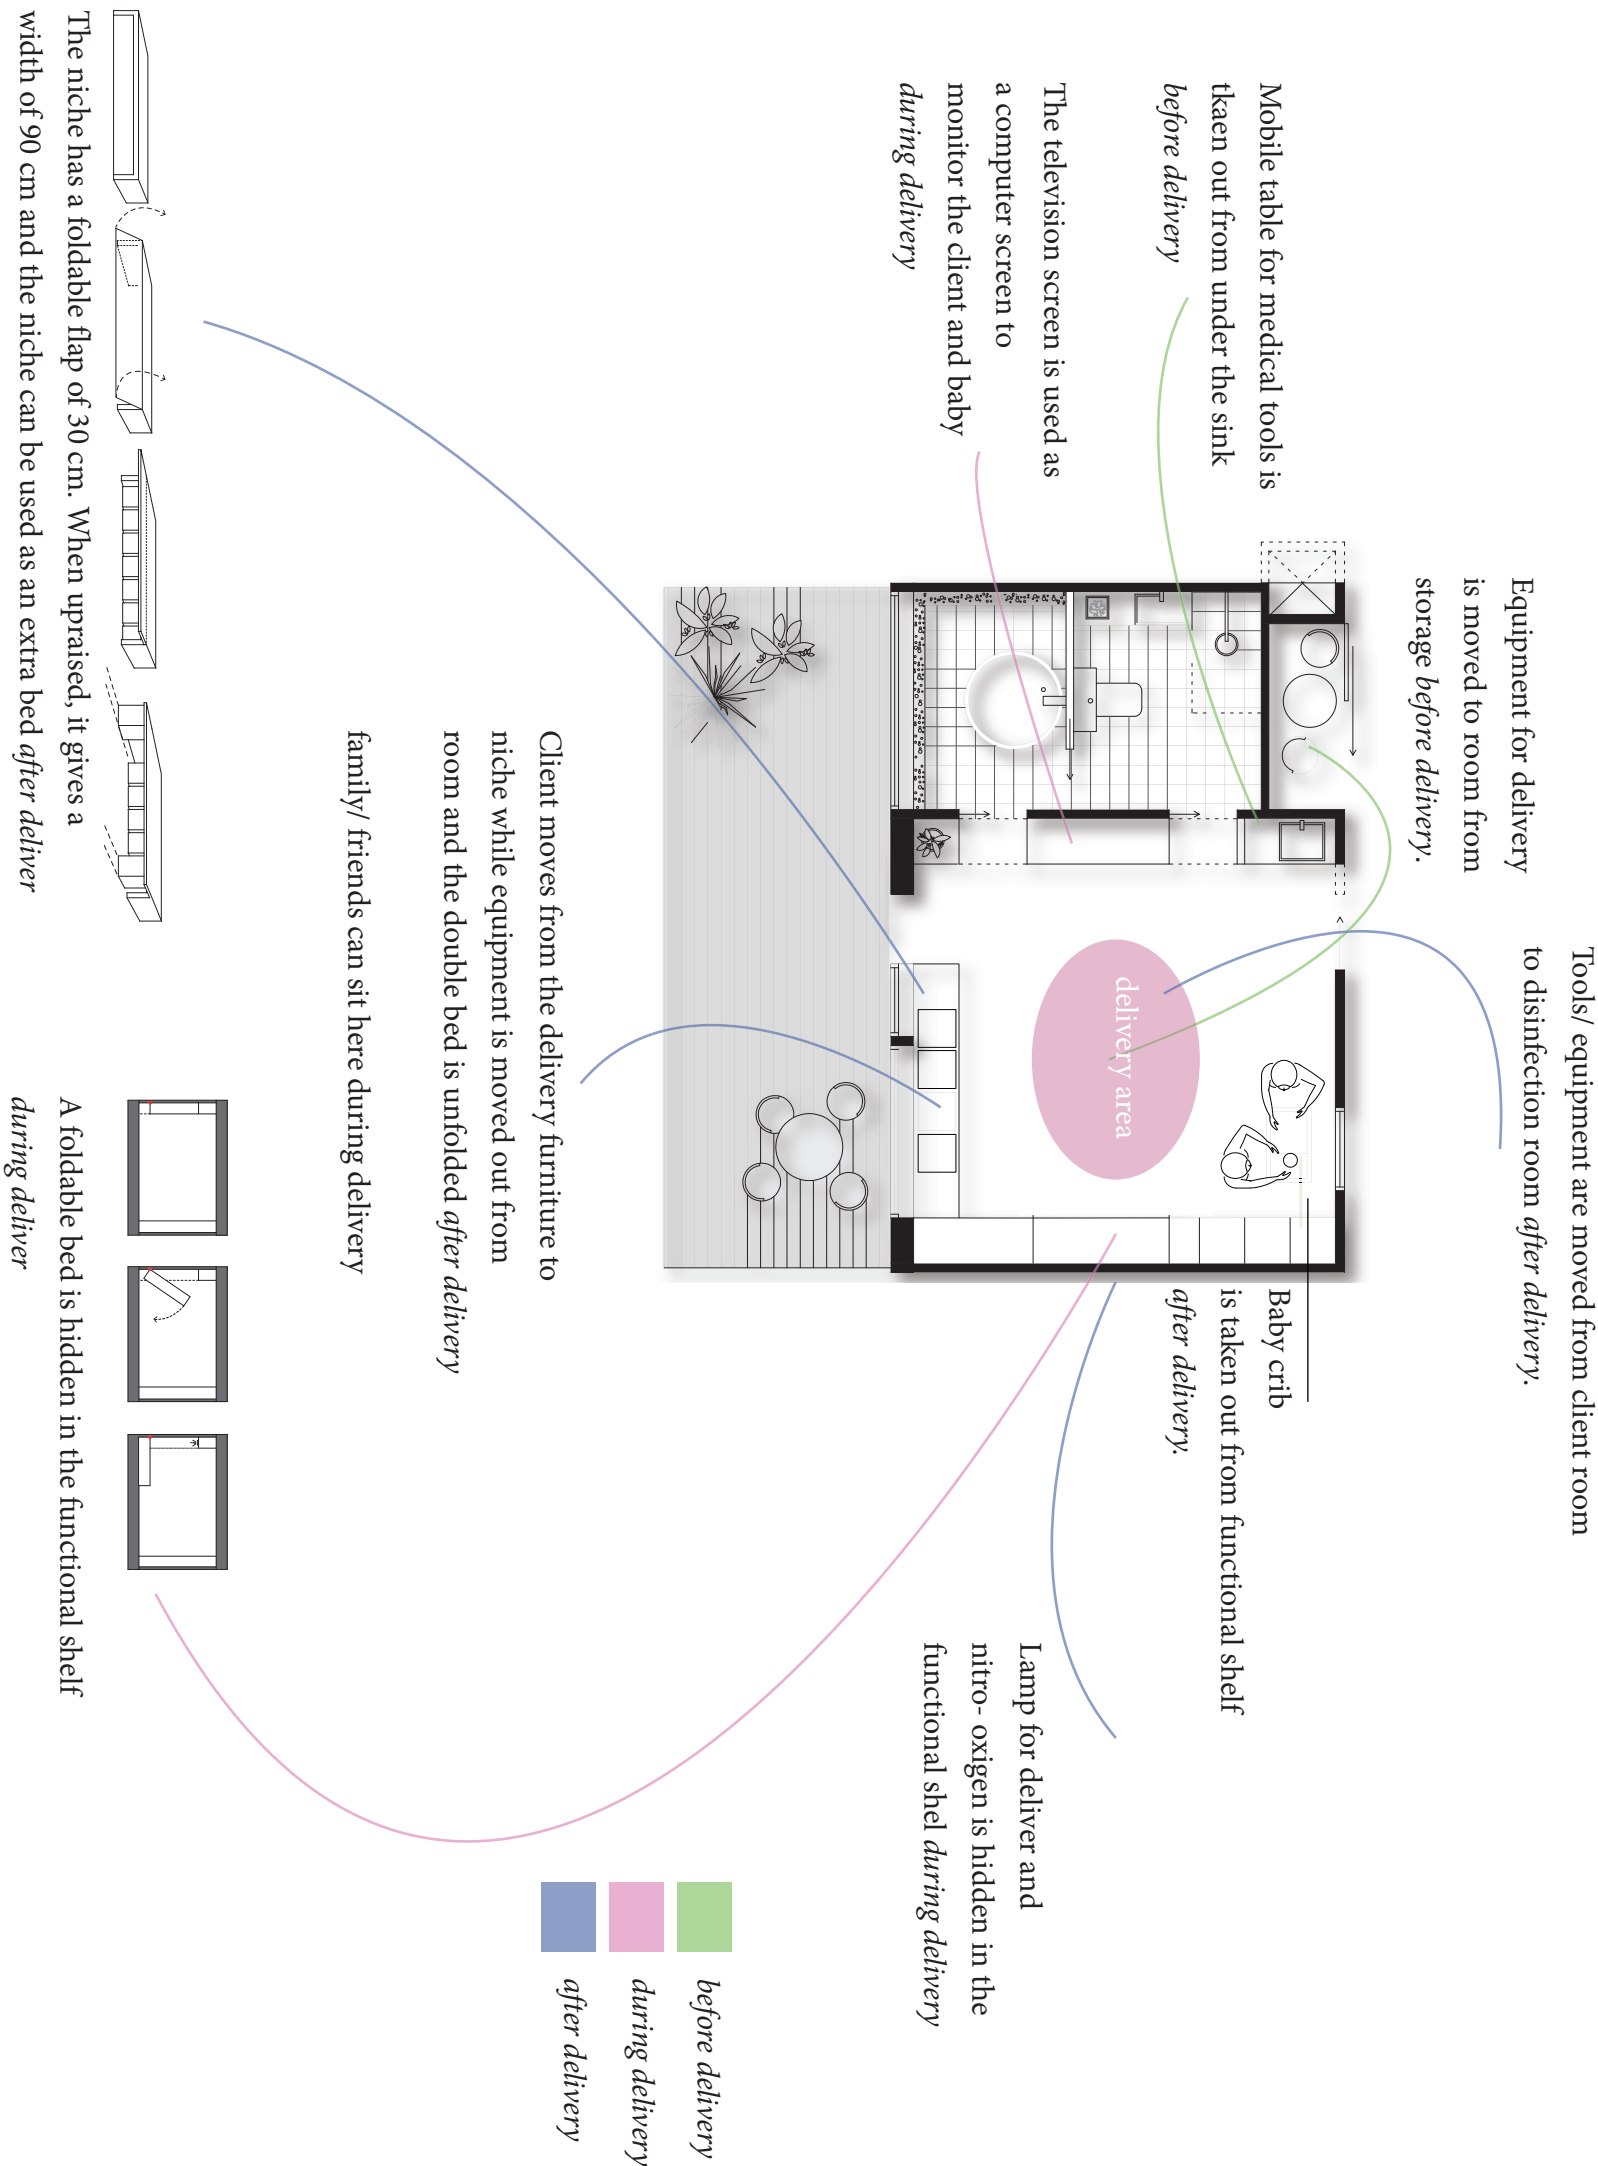 Tools/ equipment are moved from client room
to disinfection room after delivery.
Equipment for delivery
is moved to room from
storage before delivery.
Mobile table for medical tools is
tkaen out from under the sink
before delivery
The television screen is used as
a computer screen to
monitor the client and baby
during delivery
delivery area
Baby crib
is taken out from functional shelf
after delivery.
Lamp for deliver and
nitro- oxigen is hidden in the
functional shel during delivery
before delivery
during delivery
after delivery
Client moves from the delivery furniture to
niche while equipment is moved out from
room and the double bed is unfolded after delivery
family/ friends can sit here during delivery
The niche has a foldable flap of 30 cm. When upraised, it gives a
width of 90 cm and the niche can be used as an extra bed after deliver
A foldable bed is hidden in the functional shelf
during deliver